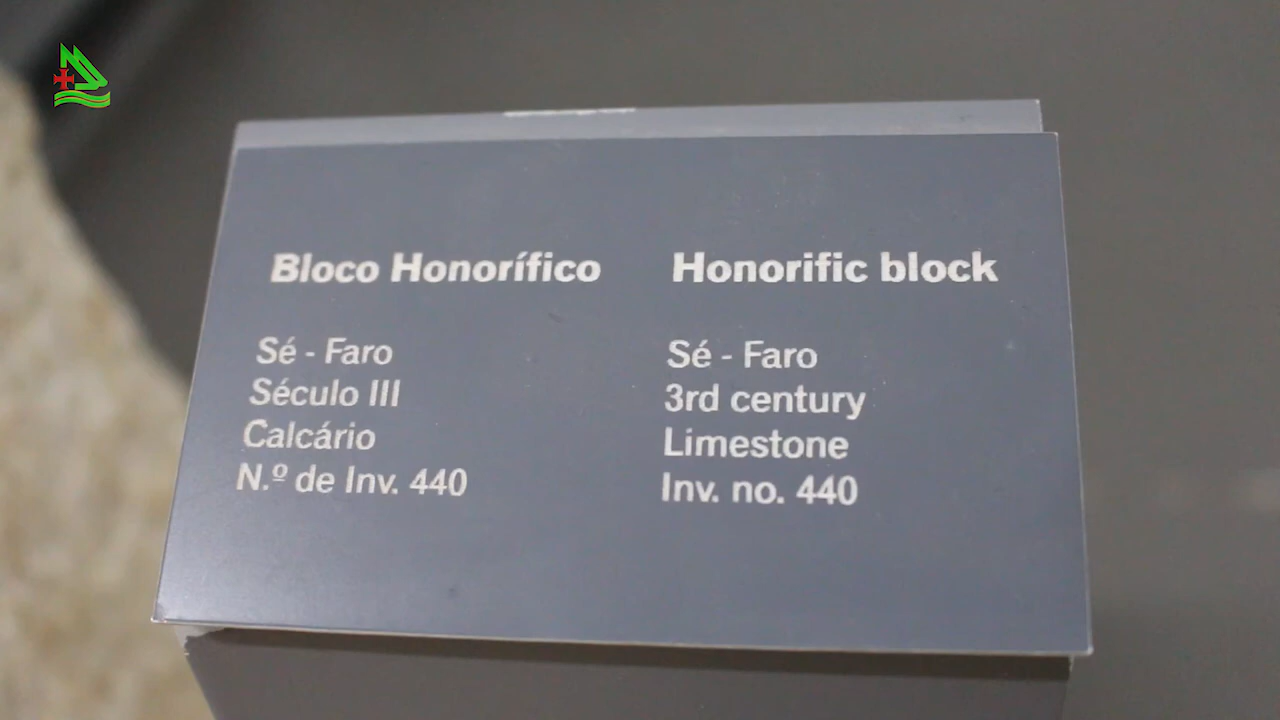 Bloco Honorífico
Sé - Faro
Século III
Calcário
N.º de Inv. 440
Honorific block
Sé - Faro
3rd century
Limestone
Inv. no. 440